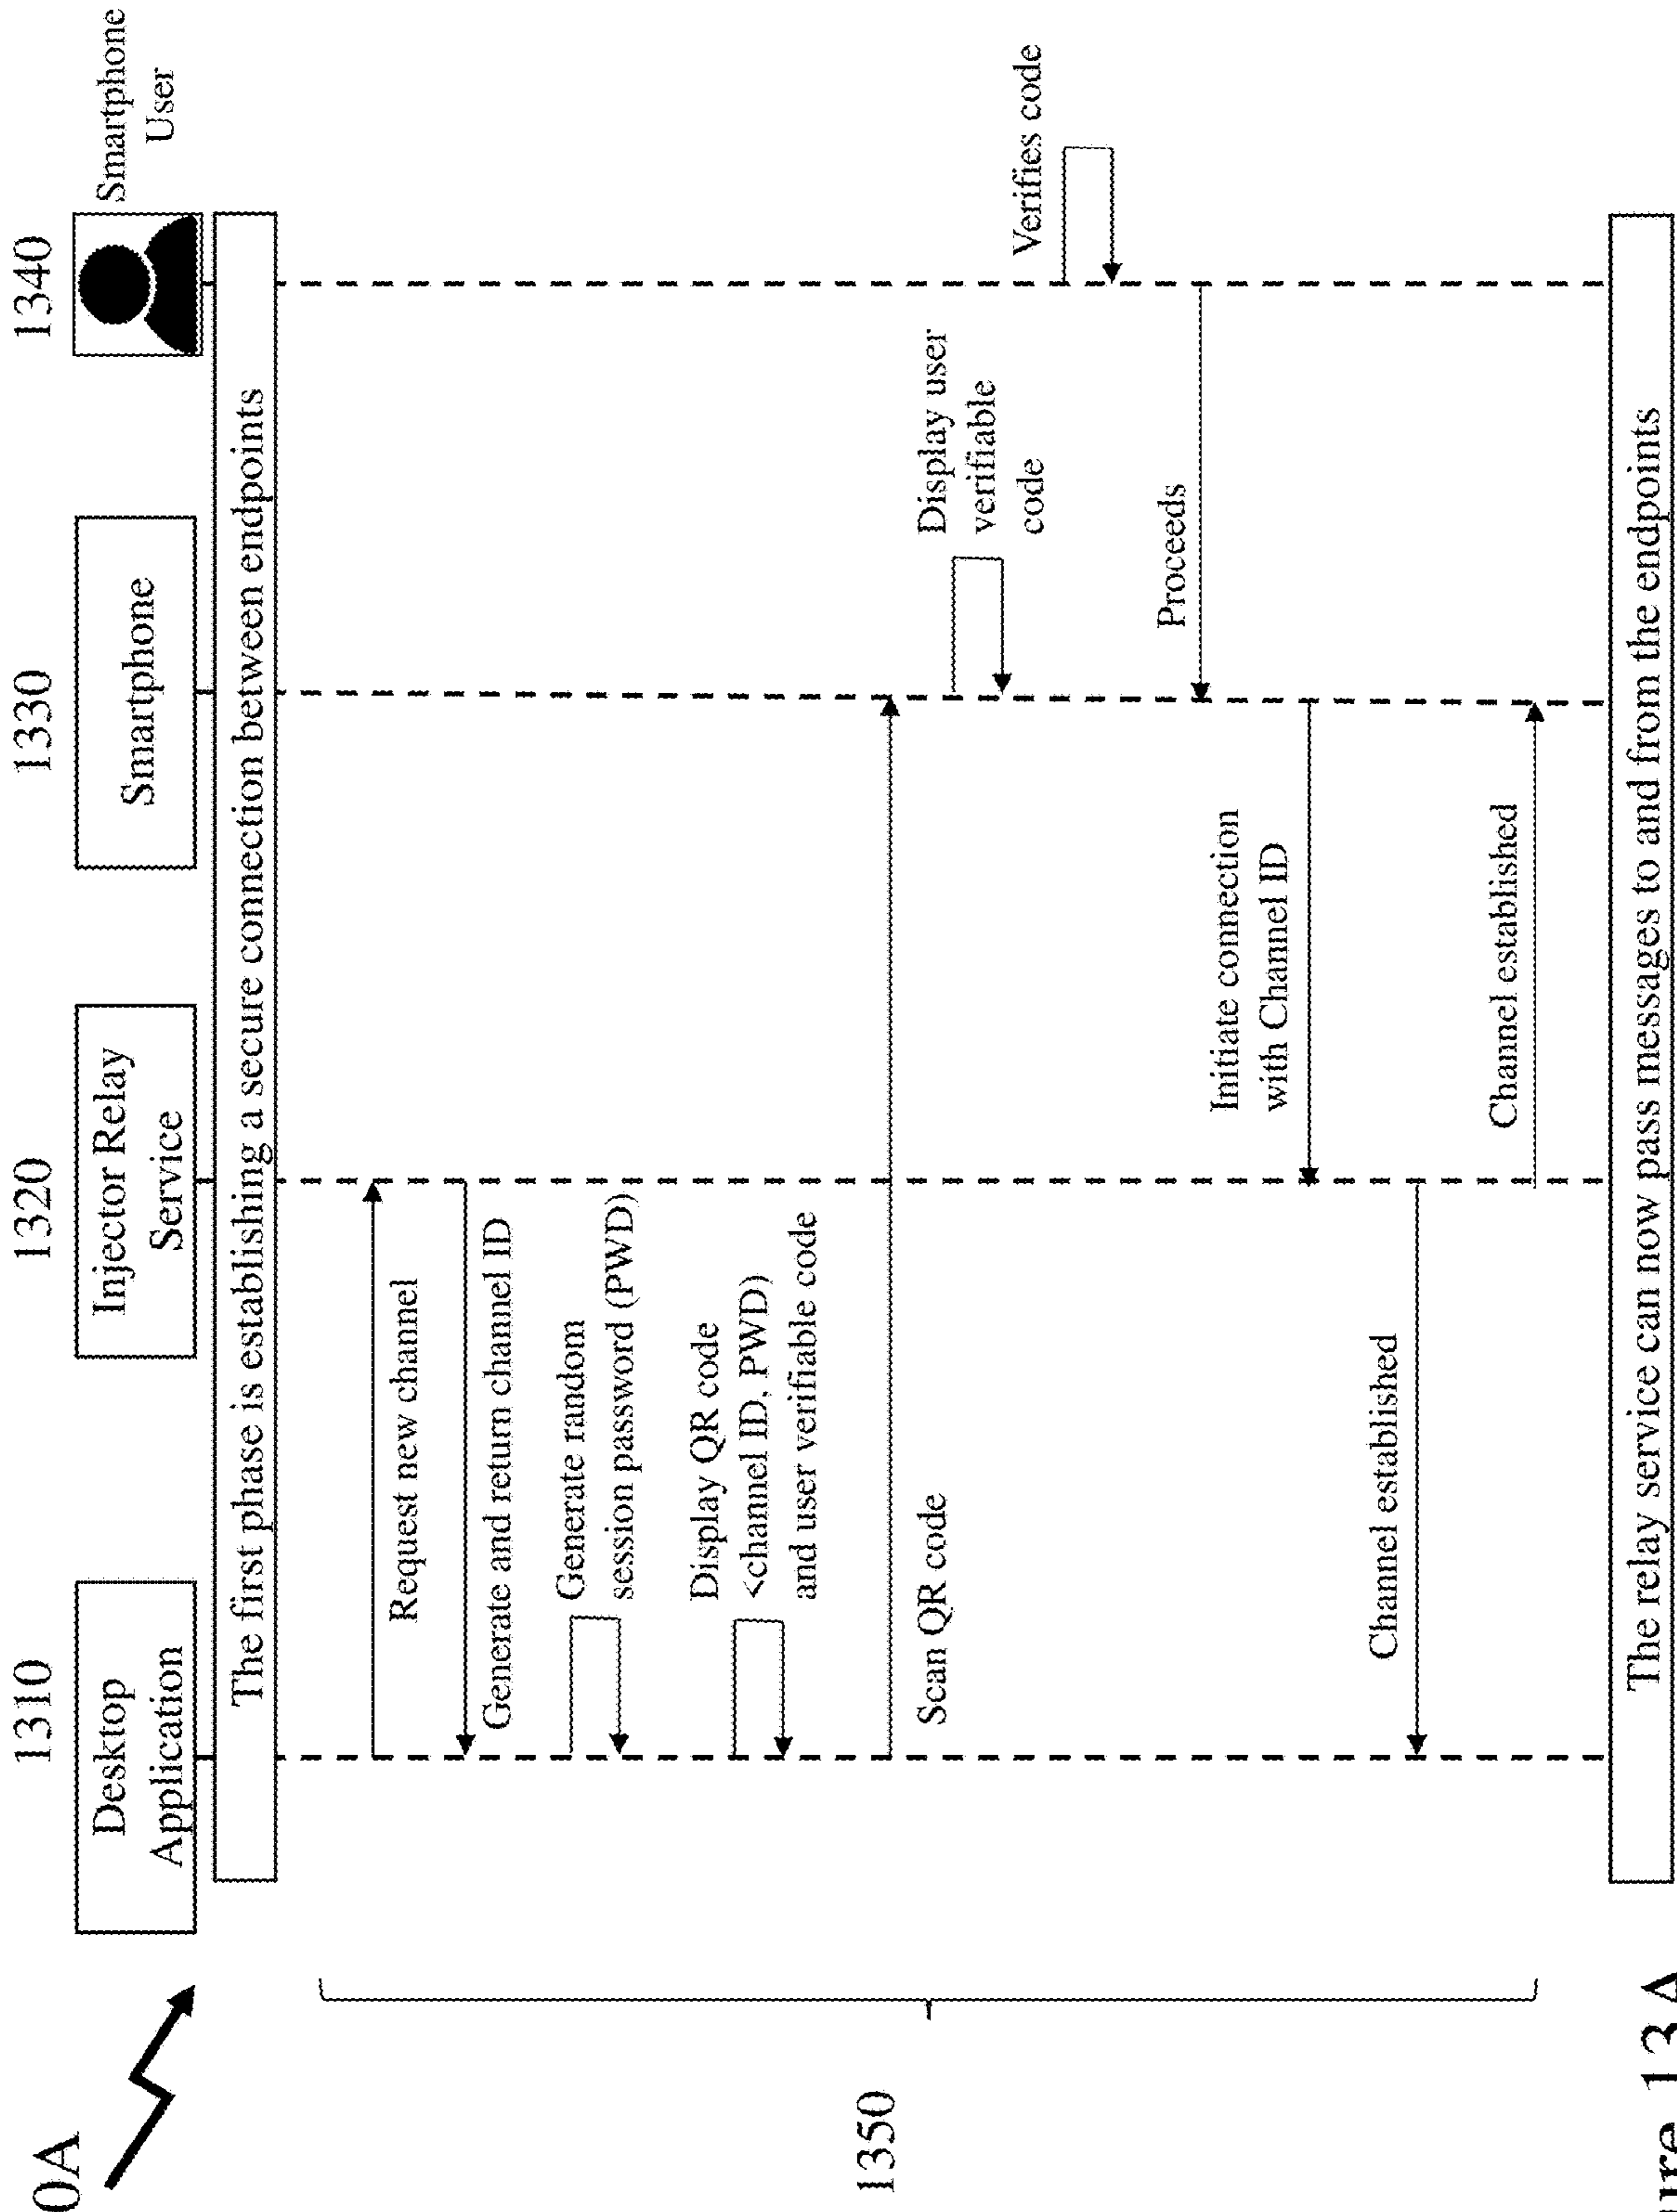 0A
1310
1320
1330
1340
Desktop
Application
Injector Relay
Service
Smartphone
Smartphone
User
The first phase is establishing a secure connection between endpoints
Request new channel
Generate and return channel ID
Generate random
session password (PWD)
Display QR code
<channel ID, PWD)
and user verifiable code
Scan QR code
1350
Display user
verifiable
code
Verifies code
Proceeds
Initiate connection
with Channel ID
Channel established
Channel established
The relay service can now pass messages to and from the endpoints
ure 13A